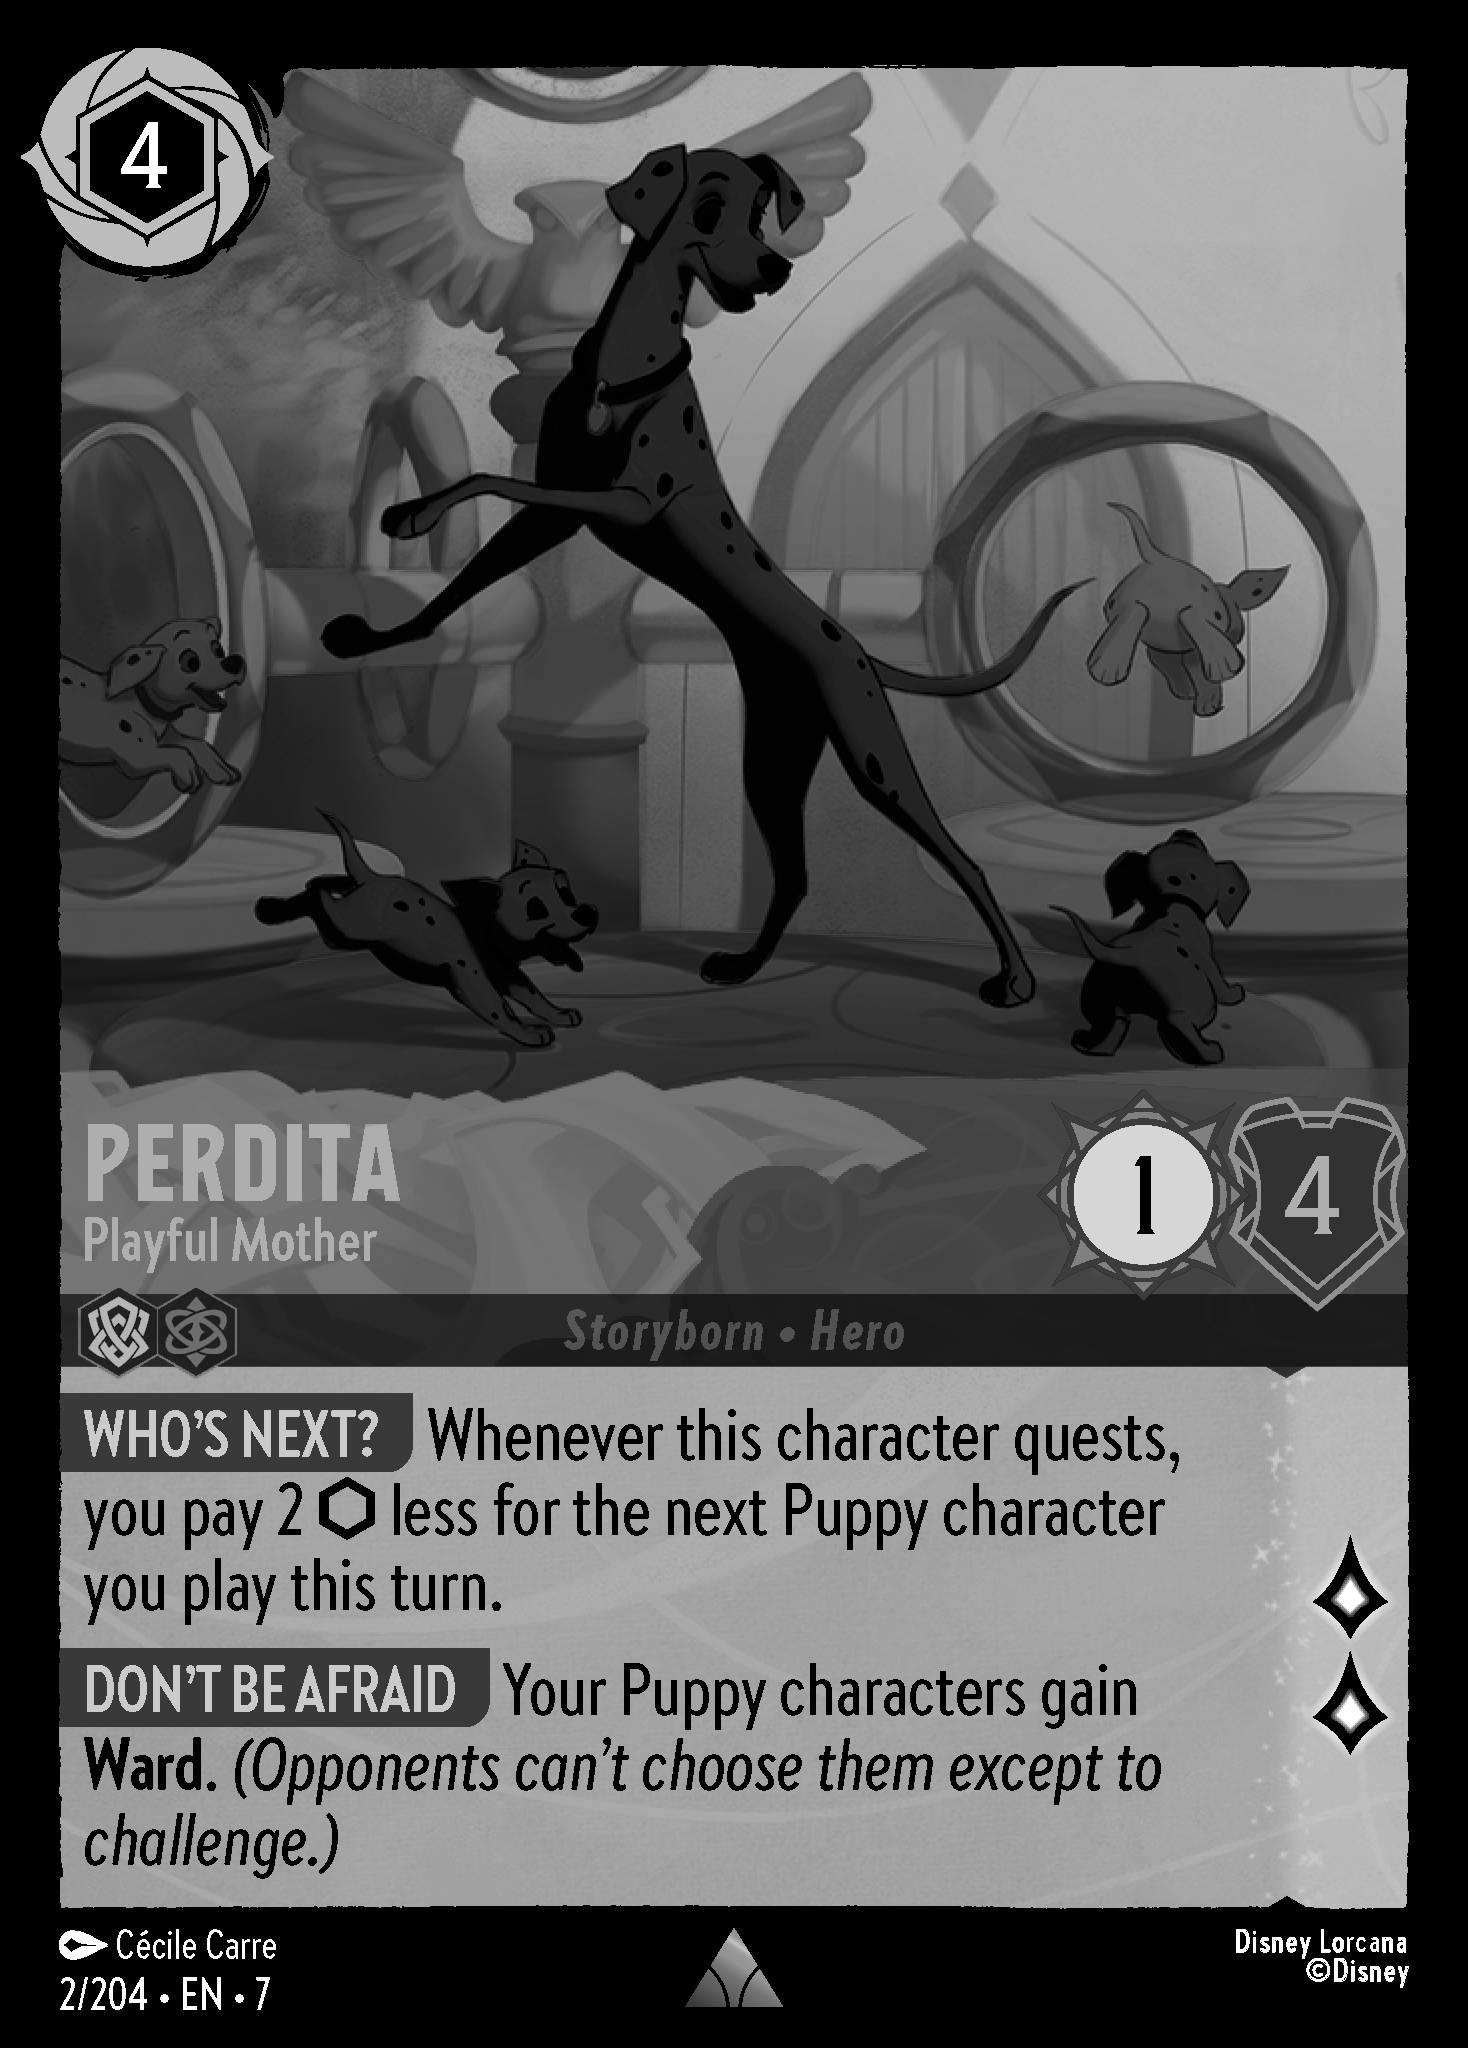 4
PERDITA
Playful Mother
1 4
Storyborn • Hero
WHO'S NEXT? Whenever this character quests,
you pay 2 ⬡ less for the next Puppy character
you play this turn.
DON'T BE AFRAID Your Puppy characters gain
Ward. (Opponents can't choose them except to
challenge.)
Cécile Carre
2/204 • EN • 7
Disney Lorcana
©Disney